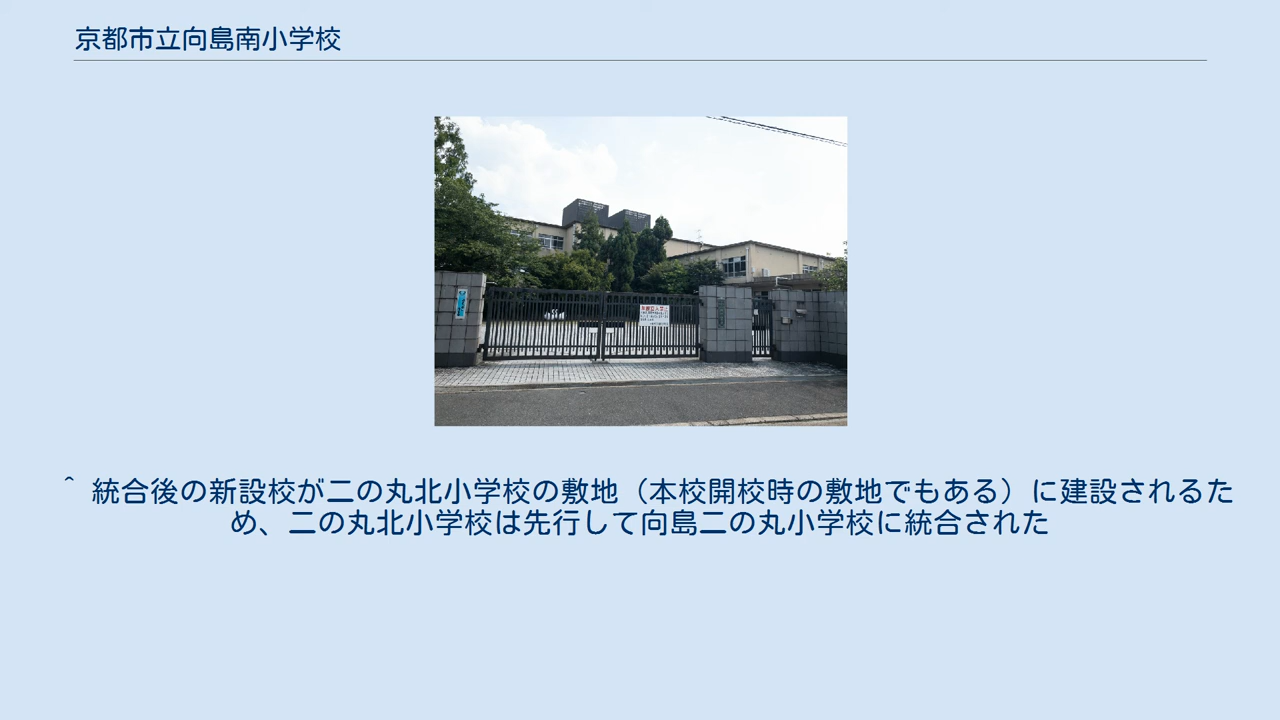 京都市立向島南小学校
^ 統合後の新設校が二の丸北小学校の敷地（本校開校時の敷地でもある）に建設されるた
め、二の丸北小学校は先行して向島二の丸小学校に統合された